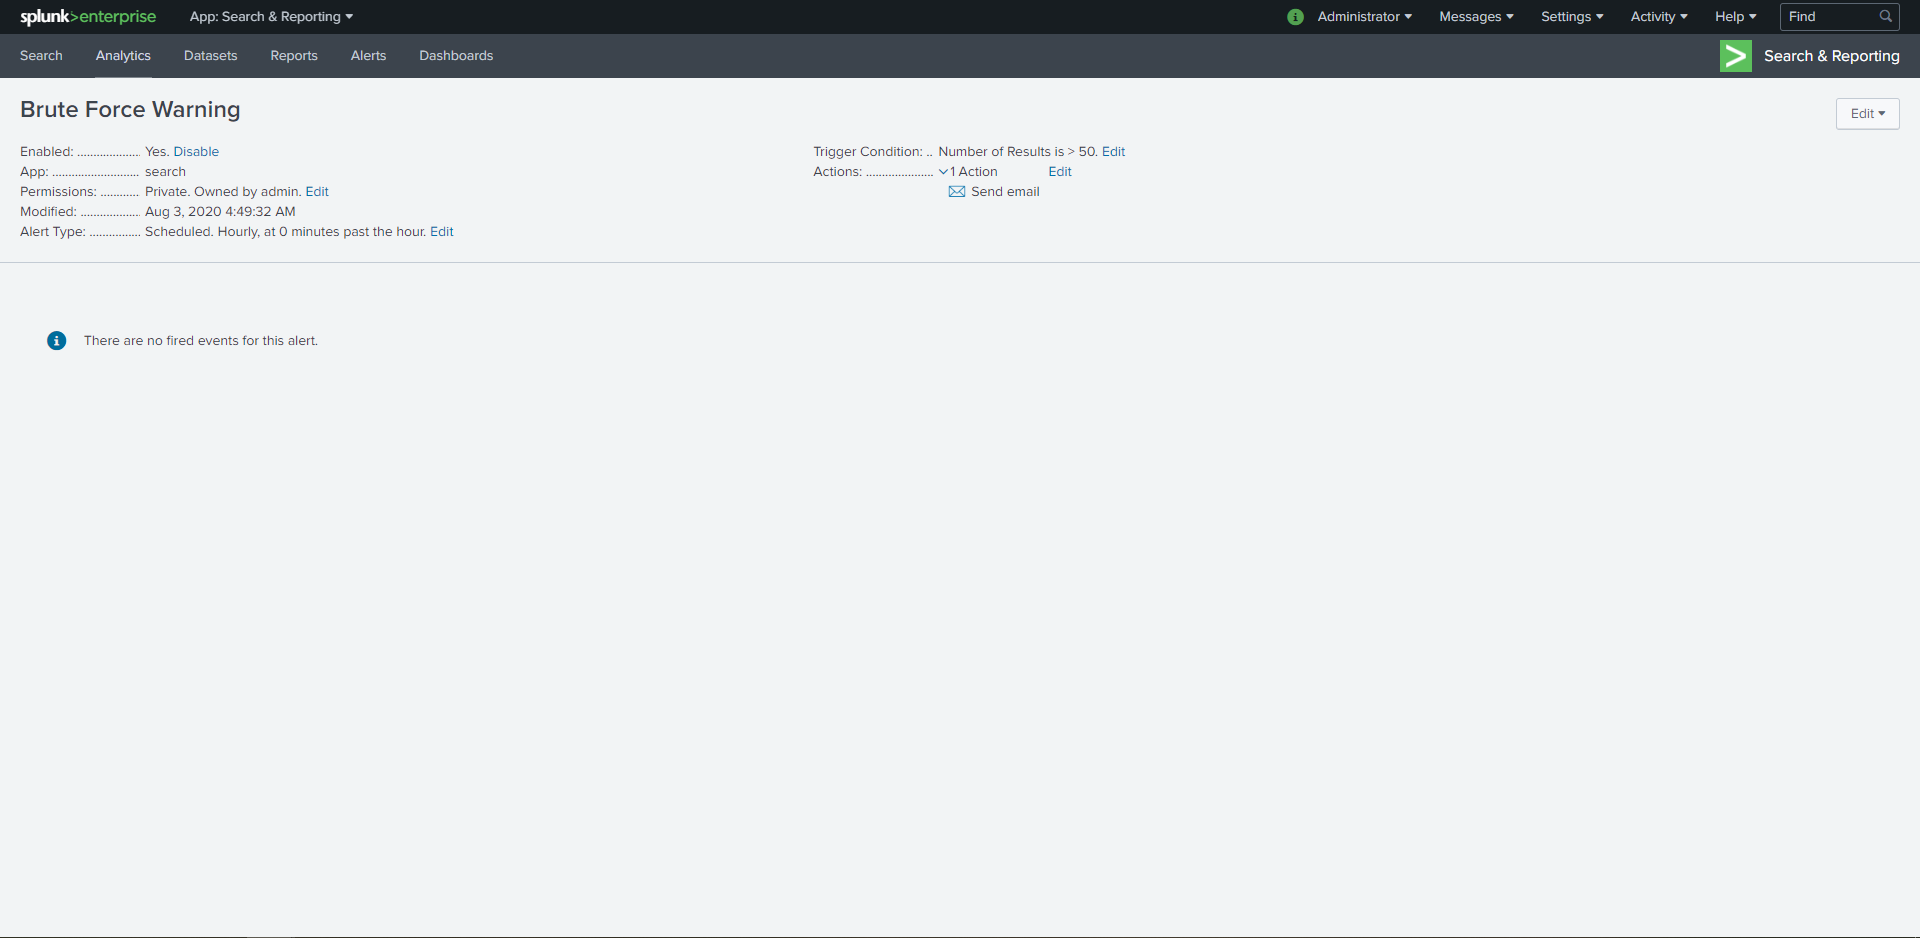 splunk>enterprise App: Search & Reporting Administrator Messages Settings Activity Help Find
Search Analytics Datasets Reports Alerts Dashboards Search & Reporting
Brute Force Warning
Edit
Enabled: ................... Yes. Disable
App: ........................... search
Permissions: ............ Private. Owned by admin. Edit
Modified: .................. Aug 3, 2020 4:49:32 AM
Alert Type: ................ Scheduled. Hourly, at 0 minutes past the hour. Edit
Trigger Condition: .. Number of Results is > 50. Edit
Actions: ..................... 1 Action Edit
Send email
There are no fired events for this alert.